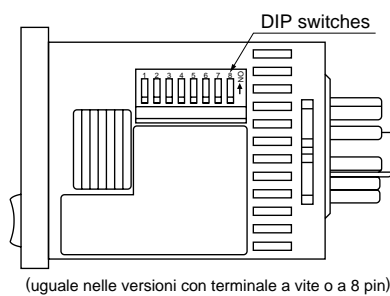 DIP switches
1 2 3 4 5 6 7 8 ON
(uguale nelle versioni con terminale a vite o a 8 pin)